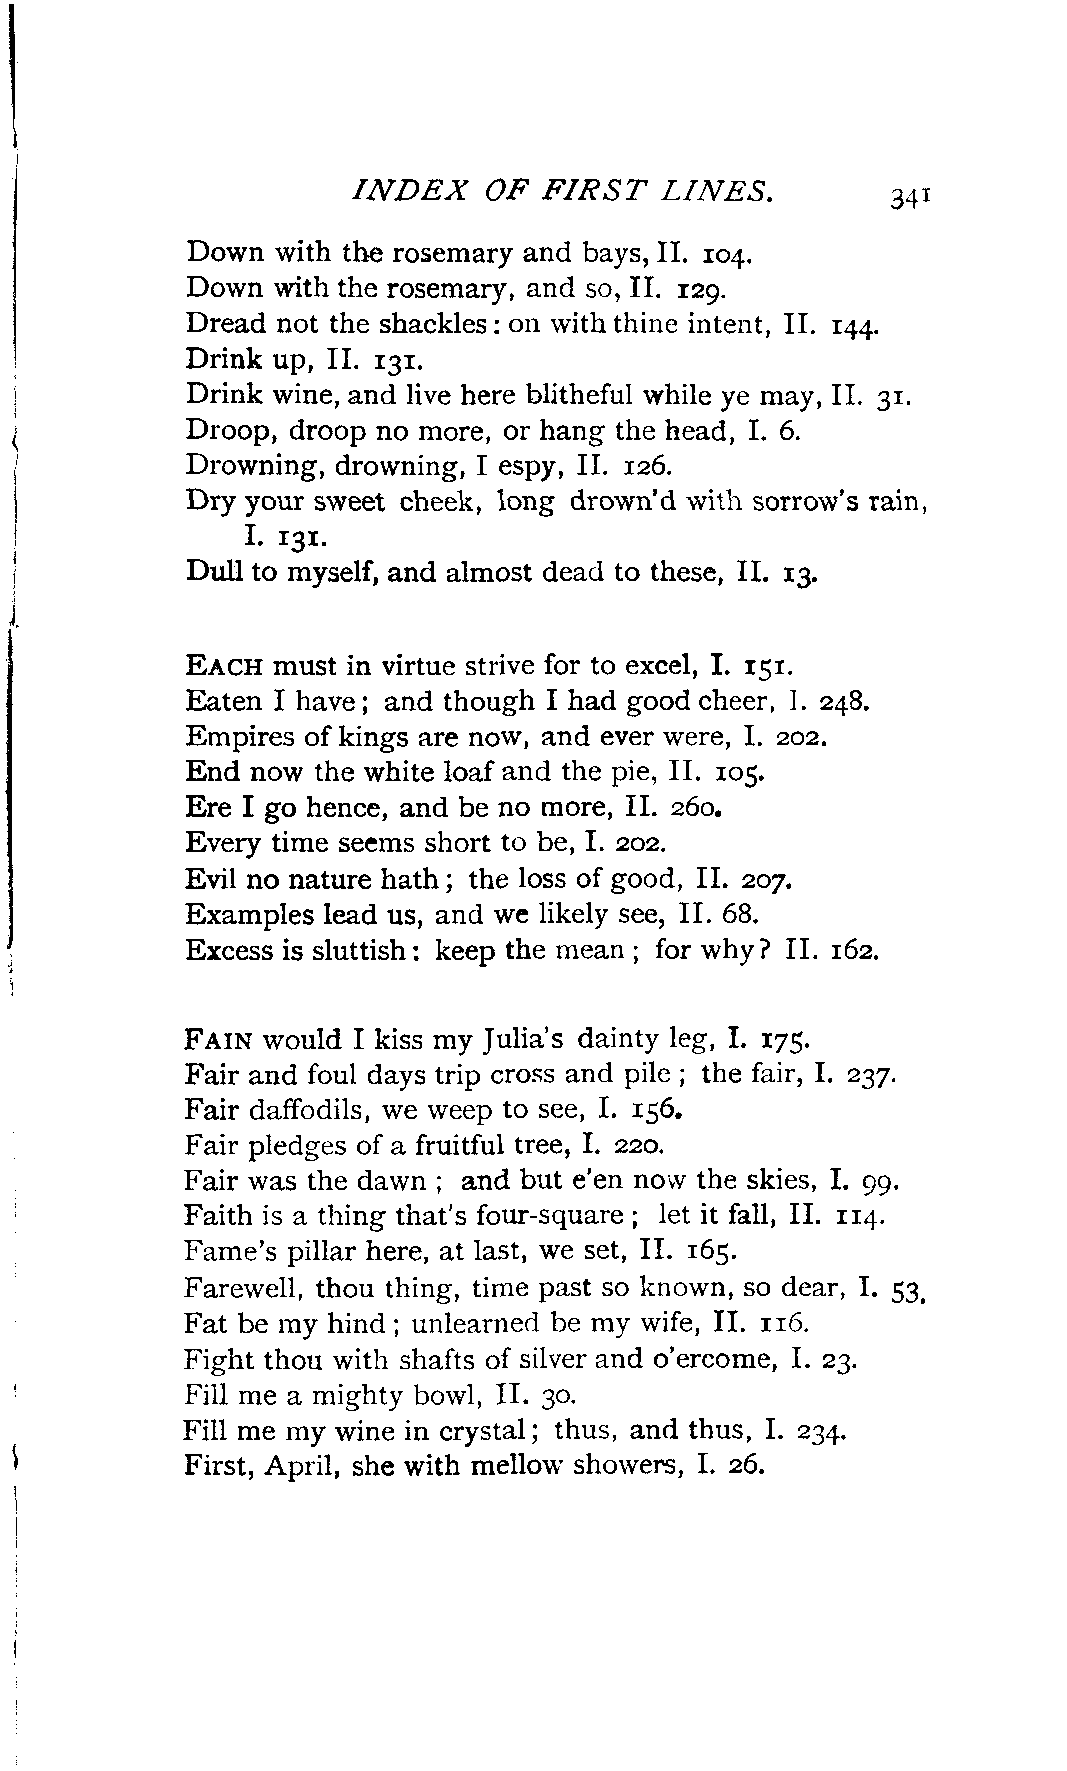 INDEX OF FIRST LINES. 341
Down with the rosemary and bays, II. 104.
Down with the rosemary, and so, II. 129.
Dread not the shackles : on with thine intent, II. 144.
Drink up, II. 131.
Drink wine, and live here blitheful while ye may, II. 31.
Droop, droop no more, or hang the head, I. 6.
Drowning, drowning, I espy, II. 126.
Dry your sweet cheek, long drown'd with sorrow's rain,
I. 131.
Dull to myself, and almost dead to these, II. 13.
EACH must in virtue strive for to excel, I. 151.
Eaten I have ; and though I had good cheer, I. 248.
Empires of kings are now, and ever were, I. 202.
End now the white loaf and the pie, II. 105.
Ere I go hence, and be no more, II. 260.
Every time seems short to be, I. 202.
Evil no nature hath ; the loss of good, II. 207.
Examples lead us, and we likely see, II. 68.
Excess is sluttish : keep the mean ; for why? II. 162.
FAIN would I kiss my Julia's dainty leg, I. 175.
Fair and foul days trip cross and pile ; the fair, I. 237.
Fair daffodils, we weep to see, I. 156.
Fair pledges of a fruitful tree, I. 220.
Fair was the dawn ; and but e'en now the skies, I. 99.
Faith is a thing that's four-square ; let it fall, II. 114.
Fame's pillar here, at last, we set, II. 165.
Farewell, thou thing, time past so known, so dear, I. 53.
Fat be my hind ; unlearned be my wife, II. 116.
Fight thou with shafts of silver and o'ercome, I. 23.
Fill me a mighty bowl, II. 30.
Fill me my wine in crystal ; thus, and thus, I. 234.
First, April, she with mellow showers, I. 26.